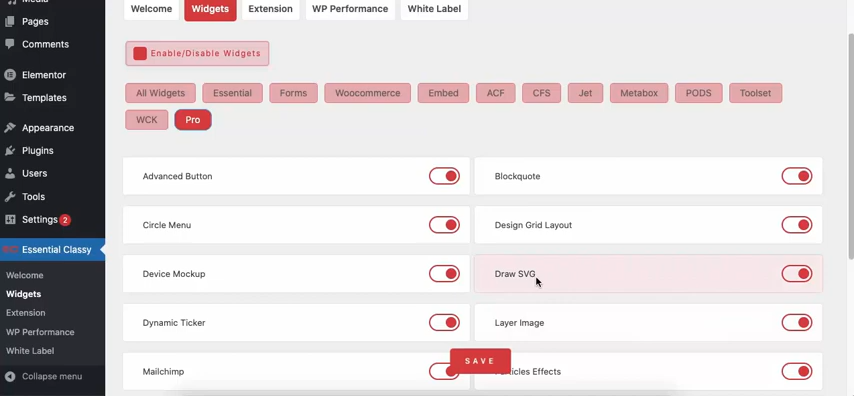 Media
Pages
Comments
Elementor
Templates
Appearance
Plugins
Users
Tools
Settings 2
Essential Classy
Welcome
Widgets
Extension
WP Performance
White Label
Collapse menu
Welcome Widgets Extension WP Performance White Label
Enable/Disable Widgets
All Widgets Essential Forms Woocommerce Embed ACF CFS Jet Metabox PODS Toolset
WCK Pro
Advanced Button Blockquote
Circle Menu Design Grid Layout
Device Mockup Draw SVG
Dynamic Ticker Layer Image
SAVE
Mailchimp Effects